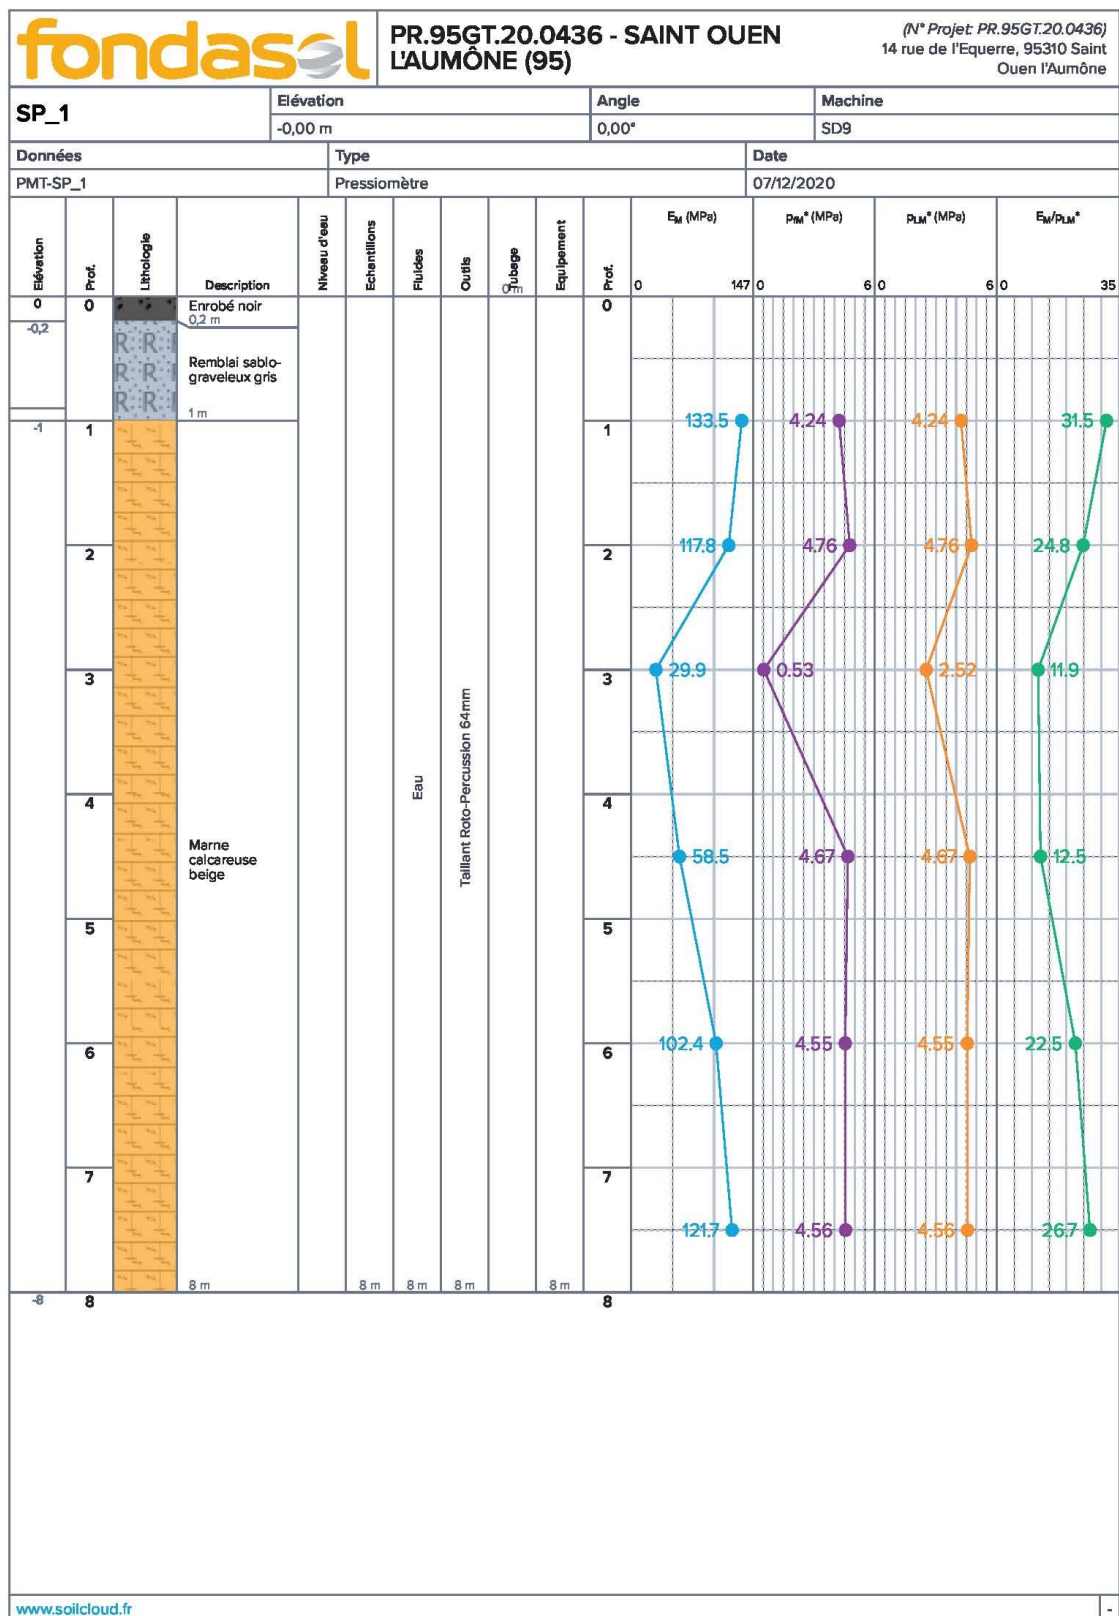 fondasol
PR.95GT.20.0436 - SAINT OUEN
L'AUMÔNE (95)
(N° Projet: PR.95GT.20.0436)
14 rue de l'Equerre, 95310 Saint
Ouen l'Aumône
SP_1
Elévation
Angle
Machine
-0,00 m
0,00°
SD9
Données
Type
Date
PMT-SP_1
Pressiomètre
07/12/2020
Elévation
Prof.
Lithologie
Description
Niveau d'eau
Echantillons
Fluides
Outils
Tubage
0 m
Equipement
Prof.
EM (MPa)
pfM* (MPa)
pLM* (MPa)
EM/pLM*
0 147 0 6 0 6 0 35
0
0
Enrobé noir
0
0,2 m
-0,2
R R
R R
R R
Remblai sablo-
graveleux gris
1 m
-1
1
1
133.5
4.24
4.24
31.5
2
2
117.8
4.76
4.76
24.8
3
3
29.9
0.53
2.52
11.9
Taillant Roto-Percussion 64mm
Eau
4
4
Marne
calcareuse
beige
58.5
4.67
4.67
12.5
5
5
6
6
102.4
4.55
4.55
22.5
7
7
121.7
4.56
4.56
26.7
8 m
8 m
8 m
8 m
8 m
-8
8
8
www.soilcloud.fr
-